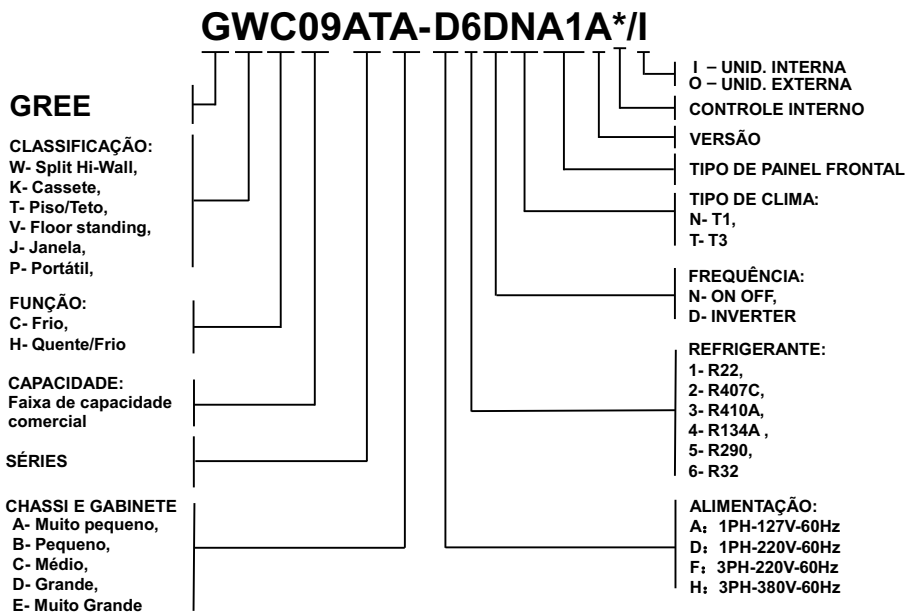 GWC09ATA-D6DNA1A*/I
GREE
CLASSIFICAÇÃO:
W- Split Hi-Wall,
K- Cassete,
T- Piso/Teto,
V- Floor standing,
J- Janela,
P- Portátil,
FUNÇÃO:
C- Frio,
H- Quente/Frio
CAPACIDADE:
Faixa de capacidade
comercial
SÉRIES
CHASSI E GABINETE
A- Muito pequeno,
B- Pequeno,
C- Médio,
D- Grande,
E- Muito Grande
I – UNID. INTERNA
O – UNID. EXTERNA
CONTROLE INTERNO
VERSÃO
TIPO DE PAINEL FRONTAL
TIPO DE CLIMA:
N- T1,
T- T3
FREQUÊNCIA:
N- ON OFF,
D- INVERTER
REFRIGERANTE:
1- R22,
2- R407C,
3- R410A,
4- R134A ,
5- R290,
6- R32
ALIMENTAÇÃO:
A: 1PH-127V-60Hz
D: 1PH-220V-60Hz
F: 3PH-220V-60Hz
H: 3PH-380V-60Hz